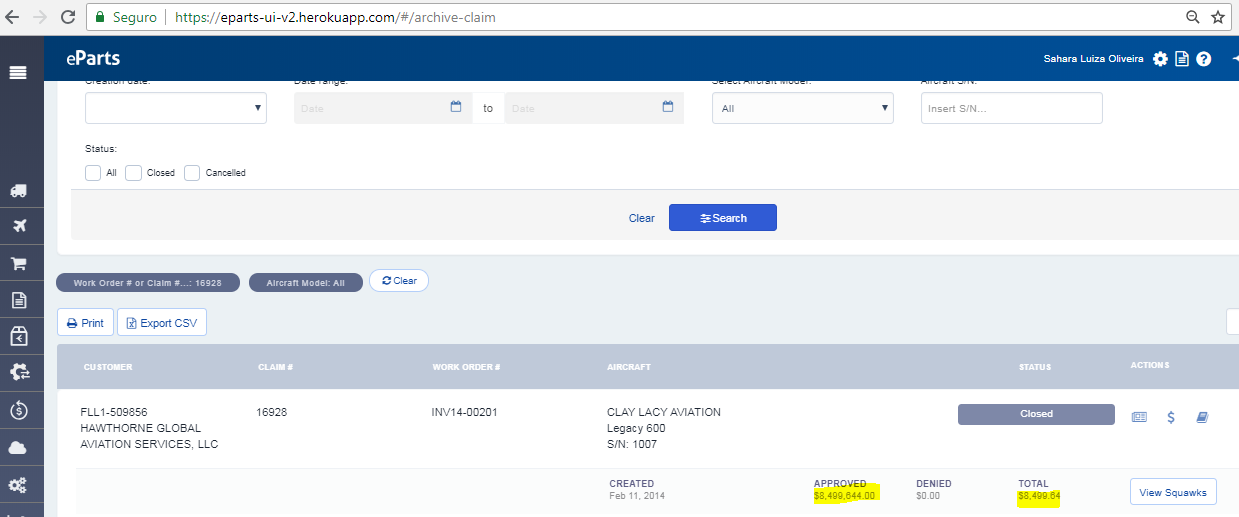 Seguro https://eparts-ui-v2.herokuapp.com/#/archive-claim
eParts
Sahara Luiza Oliveira
Creation date: Date range: Select Aircraft Model: Aircraft S/N:
Date to Date All Insert S/N...
Status:
All Closed Cancelled
Clear Search
Work Order # or Claim #...: 16928 Aircraft Model: All Clear
Print Export CSV
CUSTOMER CLAIM # WORK ORDER # AIRCRAFT STATUS ACTIONS
FLL1-509856 16928 INV14-00201 CLAY LACY AVIATION Closed
HAWTHORNE GLOBAL Legacy 600
AVIATION SERVICES, LLC S/N: 1007
CREATED APPROVED DENIED TOTAL
Feb 11, 2014 $8,499,644.00 $0.00 $8,499.64
View Squawks